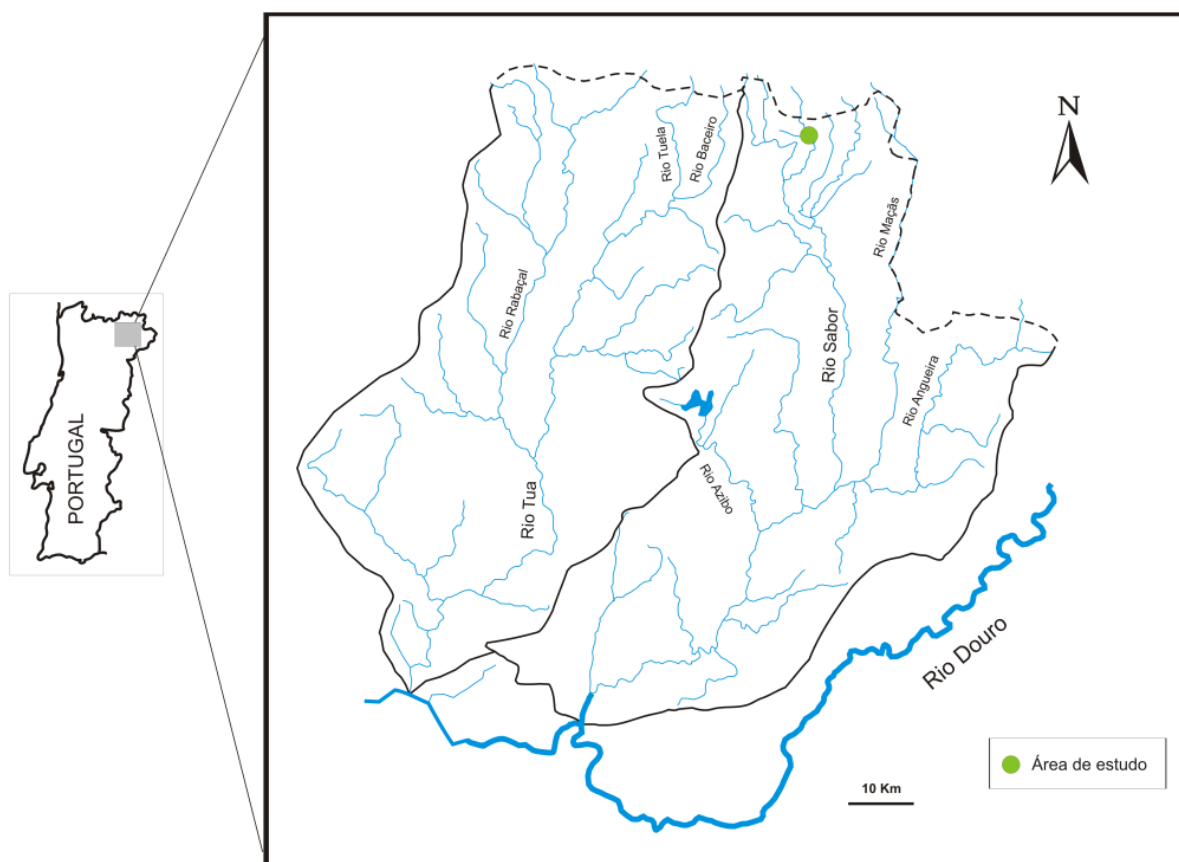 N
Rio Tuela
Rio Baceiro
Rio Maçãs
Rio Rabaçal
Rio Sabor
Rio Angueira
PORTUGAL
Rio Azibo
Rio Tua
Rio Douro
Área de estudo
10 Km